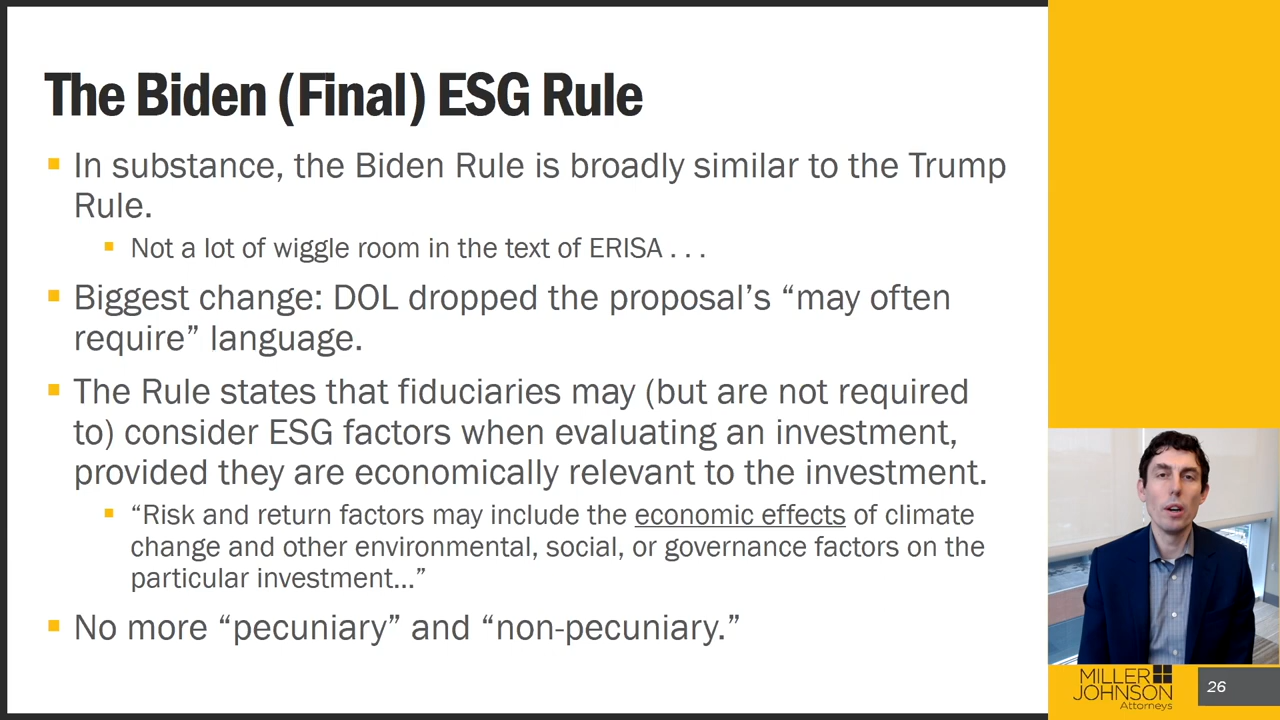 The Biden (Final) ESG Rule
In substance, the Biden Rule is broadly similar to the Trump
Rule.
Not a lot of wiggle room in the text of ERISA . . .
Biggest change: DOL dropped the proposal’s “may often
require” language.
The Rule states that fiduciaries may (but are not required
to) consider ESG factors when evaluating an investment,
provided they are economically relevant to the investment.
“Risk and return factors may include the economic effects of climate
change and other environmental, social, or governance factors on the
particular investment…”
No more “pecuniary” and “non-pecuniary.”
MILLER
JOHNSON
Attorneys
26